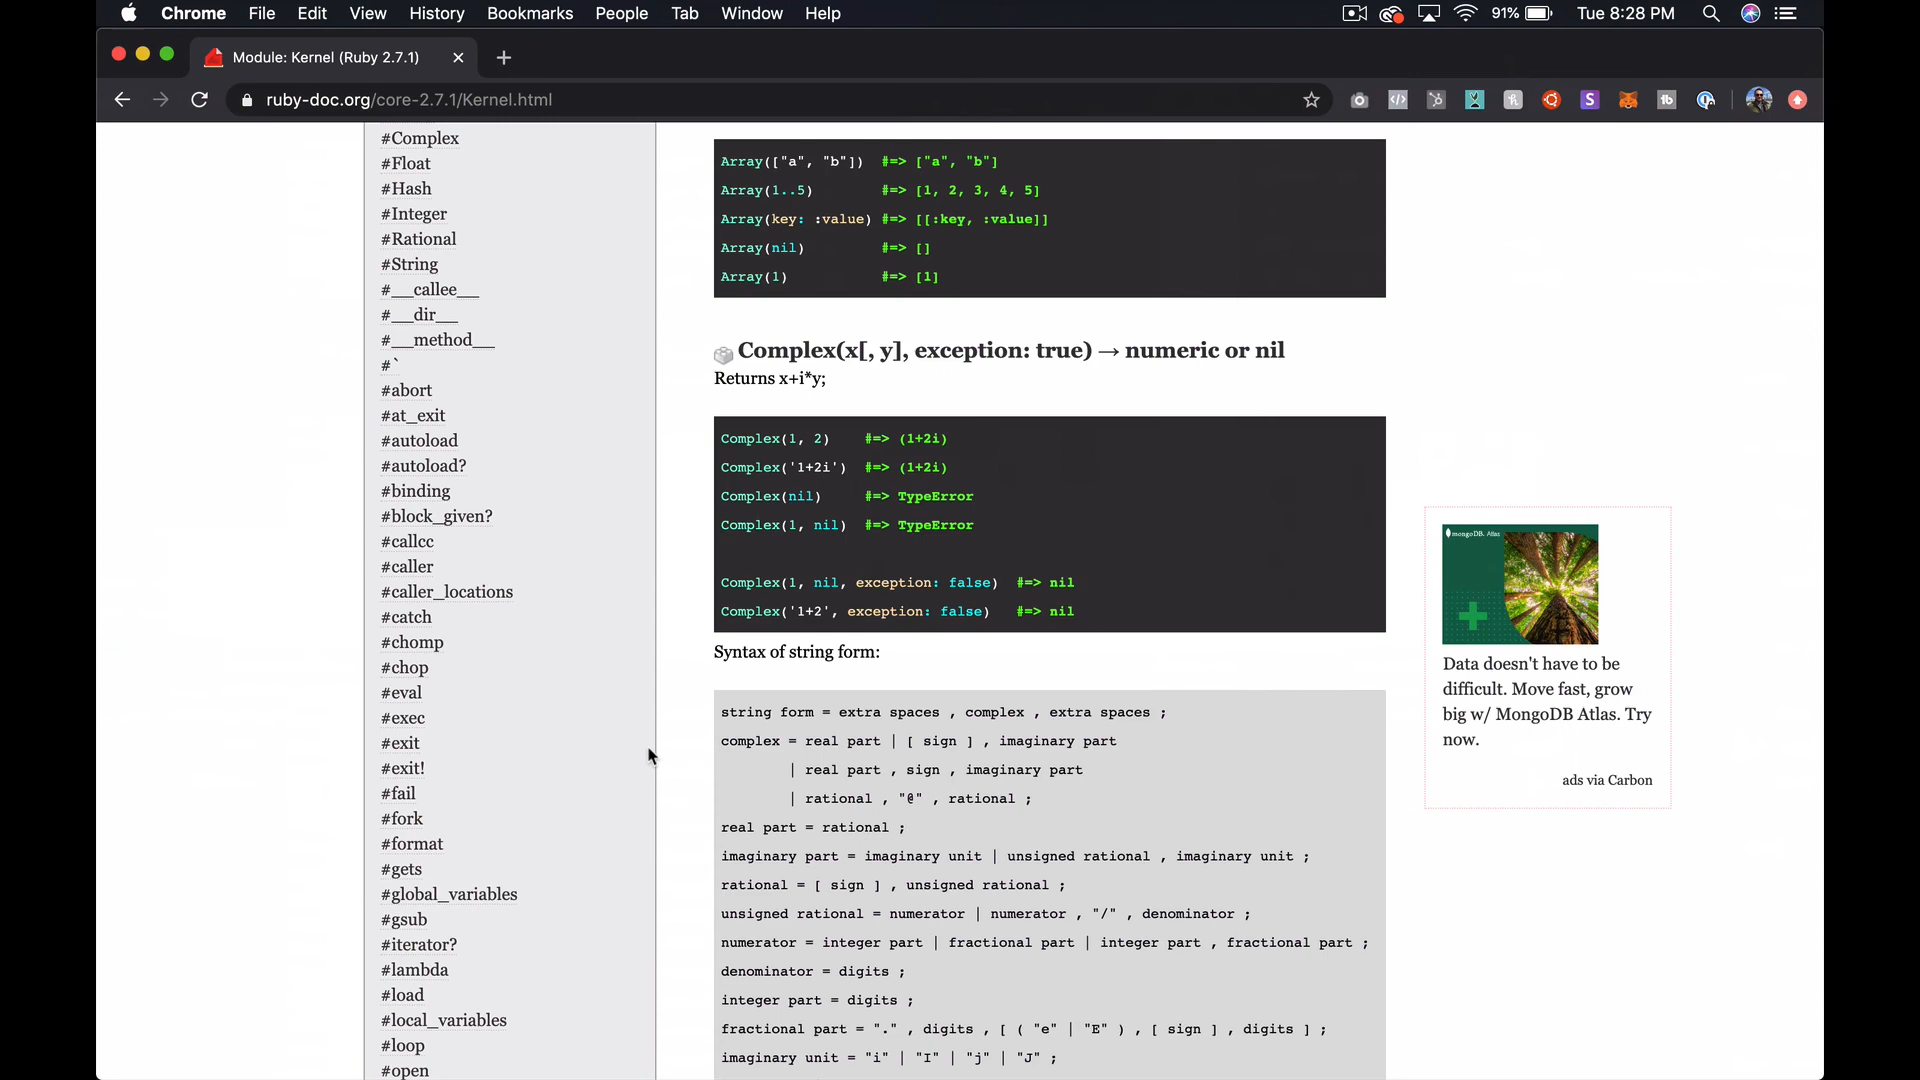 Chrome File Edit View History Bookmarks People Tab Window Help 91% Tue 8:28 PM
Module: Kernel (Ruby 2.7.1)
ruby-doc.org/core-2.7.1/Kernel.html
#Complex
#Float
#Hash
#Integer
#Rational
#String
#__callee__
#__dir__
#__method__
#`
#abort
#at_exit
#autoload
#autoload?
#binding
#block_given?
#callcc
#caller
#caller_locations
#catch
#chomp
#chop
#eval
#exec
#exit
#exit!
#fail
#fork
#format
#gets
#global_variables
#gsub
#iterator?
#lambda
#load
#local_variables
#loop
#open
Array(["a", "b"]) #=> ["a", "b"]
Array(1..5) #=> [1, 2, 3, 4, 5]
Array(key: :value) #=> [[:key, :value]]
Array(nil) #=> []
Array(1) #=> [1]
Complex(x[, y], exception: true) → numeric or nil
Returns x+i*y;
Complex(1, 2) #=> (1+2i)
Complex('1+2i') #=> (1+2i)
Complex(nil) #=> TypeError
Complex(1, nil) #=> TypeError
Complex(1, nil, exception: false) #=> nil
Complex('1+2', exception: false) #=> nil
Syntax of string form:
string form = extra spaces , complex , extra spaces ;
complex = real part | [ sign ] , imaginary part
| real part , sign , imaginary part
| rational , "@" , rational ;
real part = rational ;
imaginary part = imaginary unit | unsigned rational , imaginary unit ;
rational = [ sign ] , unsigned rational ;
unsigned rational = numerator | numerator , "/" , denominator ;
numerator = integer part | fractional part | integer part , fractional part ;
denominator = digits ;
integer part = digits ;
fractional part = "." , digits , [ ( "e" | "E" ) , [ sign ] , digits ] ;
imaginary unit = "i" | "I" | "j" | "J" ;
mongoDB. Atlas
Data doesn't have to be
difficult. Move fast, grow
big w/ MongoDB Atlas. Try
now.
ads via Carbon